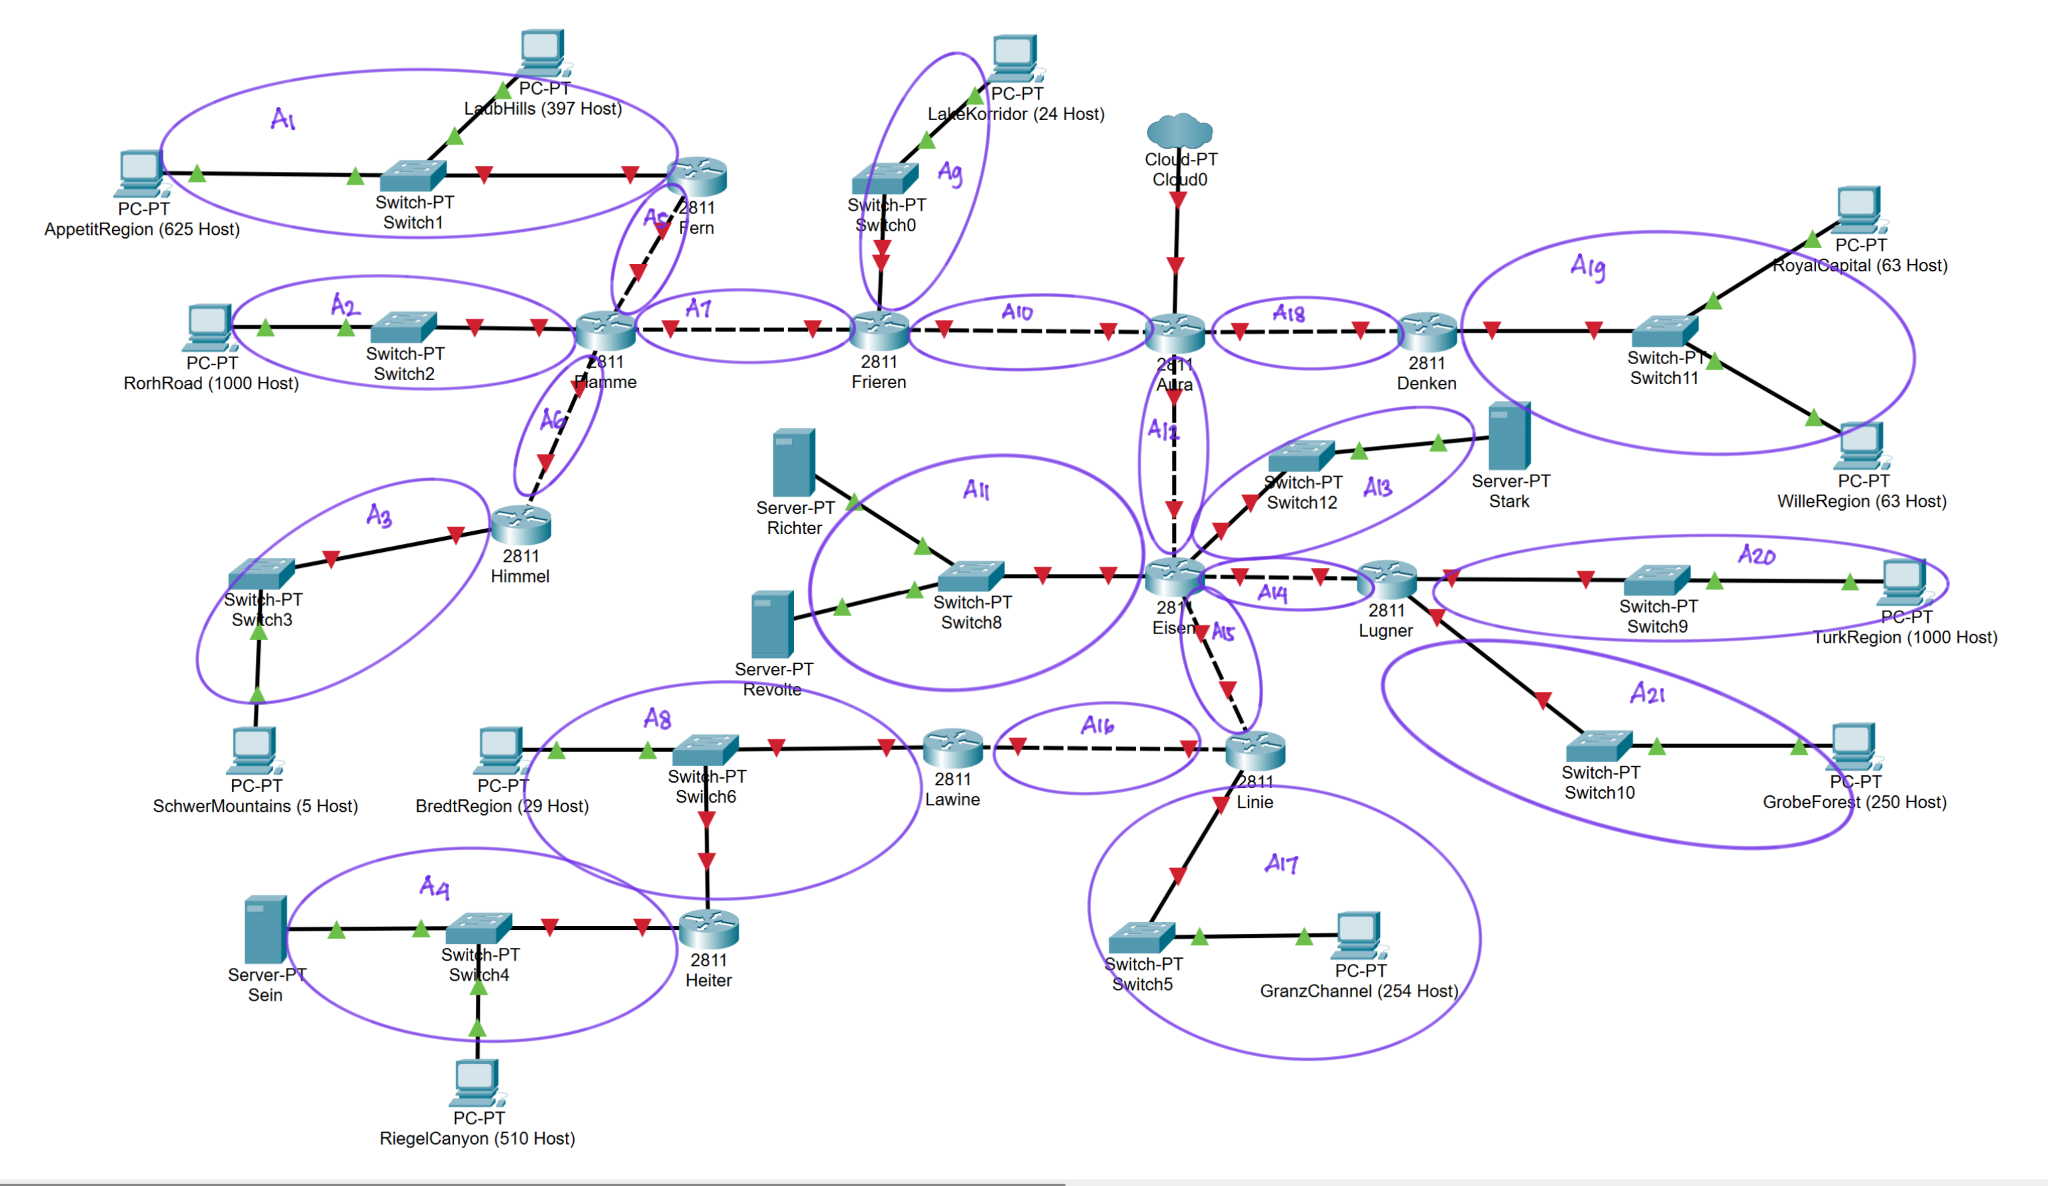 A1
PC-PT
LaubHills (397 Host)
PC-PT
AppetitRegion (625 Host)
Switch-PT
Switch1
2811
Fern
A5
A9
PC-PT
LakeKorridor (24 Host)
Switch-PT
Switch0
Cloud-PT
Cloud0
A2
PC-PT
RorhRoad (1000 Host)
Switch-PT
Switch2
2811
Flamme
A7
2811
Frieren
A10
2811
Aura
A18
2811
Denken
A19
PC-PT
RoyalCapital (63 Host)
Switch-PT
Switch11
PC-PT
WilleRegion (63 Host)
A6
A3
2811
Himmel
Switch-PT
Switch3
PC-PT
SchwerMountains (5 Host)
Server-PT
Richter
A11
Switch-PT
Switch8
Server-PT
Revolte
A12
Switch-PT
Switch12
A13
Server-PT
Stark
2811
Eisen
A14
2811
Lugner
A20
Switch-PT
Switch9
PC-PT
TurkRegion (1000 Host)
A15
A21
Switch-PT
Switch10
PC-PT
GrobeForest (250 Host)
A8
PC-PT
BredtRegion (29 Host)
Switch-PT
Switch6
2811
Lawine
A16
2811
Linie
A17
Switch-PT
Switch5
PC-PT
GranzChannel (254 Host)
A4
Server-PT
Sein
Switch-PT
Switch4
2811
Heiter
PC-PT
RiegelCanyon (510 Host)